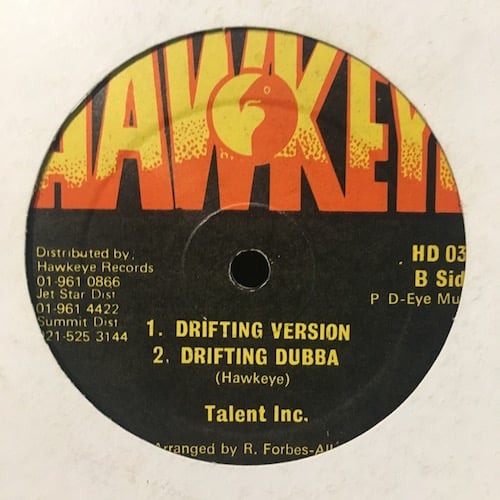 HAWKEYE
Distributed by:
Hawkeye Records
01-961 0866
Jet Star Dist
01-961 4422
Summit Dist
021-525 3144
HD 03
B Sid
P D-Eye Mu
1. DRIFTING VERSION
2. DRIFTING DUBBA
(Hawkeye)
Talent Inc.
Arranged by R. Forbes-All